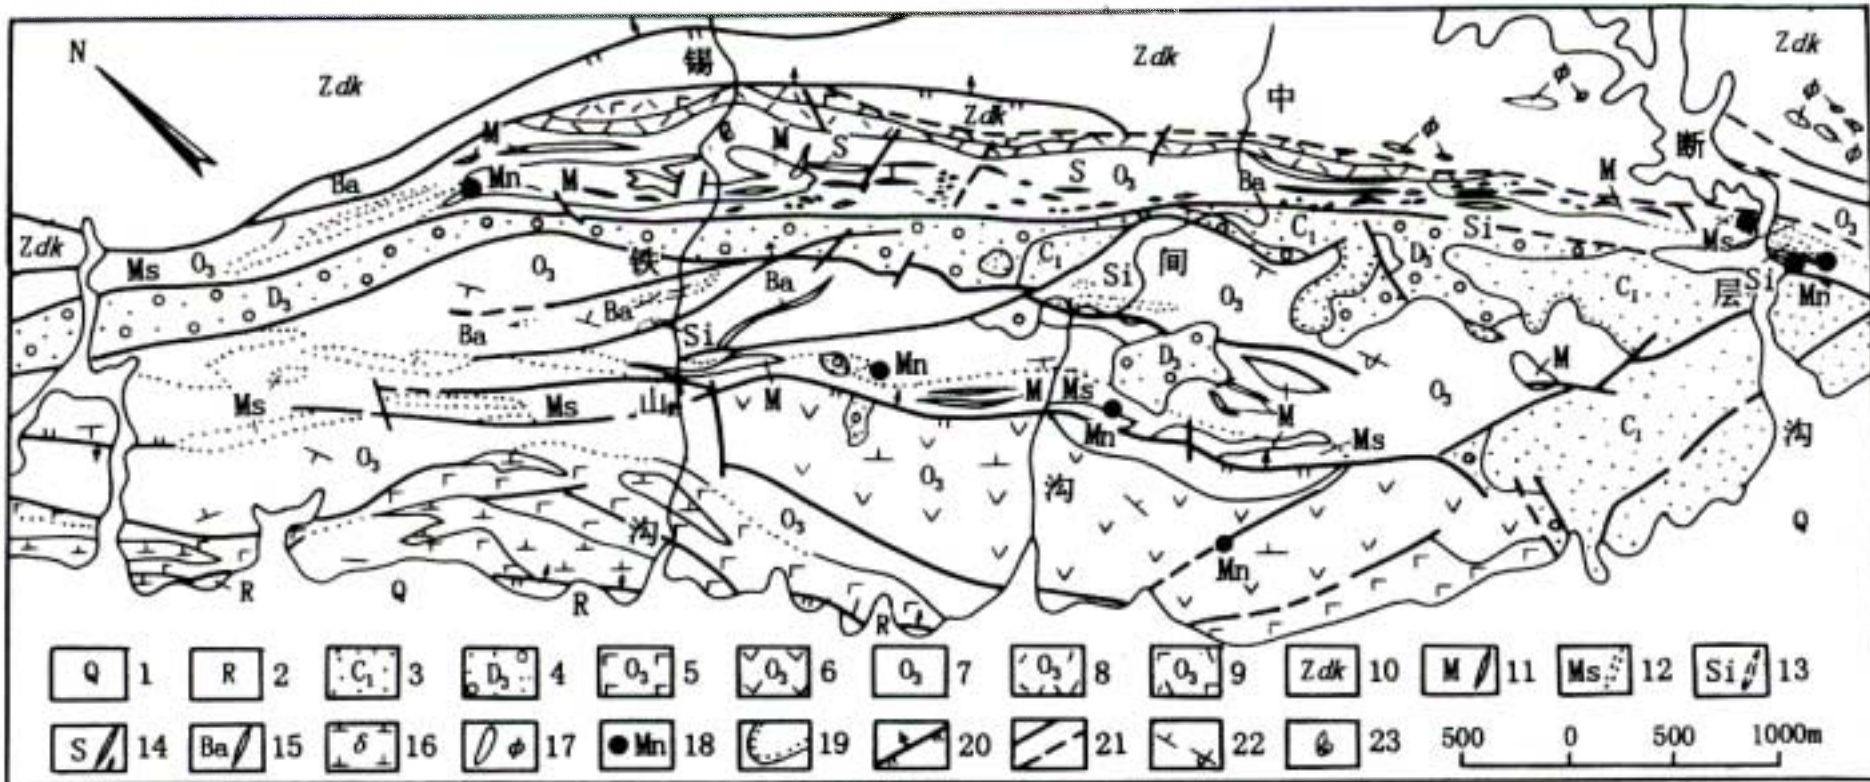 N
Zdk
锡
Zdk
中
Zdk
断
M
Zdk
M
S
S
O₃
M
Ba
Mn
M
Ba
O₃
Zdk
Ms
O₃
D₃
O₃
铁
C₁
Si
间
C₁
Si
Ms
D₃
C₁
层
Si
Mn
Ba
Ba
Ba
Si
O₃
Mn
D₃
M
Ms
Ms
山
M
M
Ms
M
O₃
C₁
沟
Mn
Ms
O₃
O₃
沟
沟
O₃
Mn
Q
R
Q
R
R
Q 1
R 2
C₁ 3
D₃ 4
O₃ 5
O₃ 6
O₃ 7
O₃ 8
O₃ 9
Zdk 10
M 11
Ms 12
Si 13
S 14
Ba 15
δ 16
ϕ 17
Mn 18
19
20
21
22
23
500 0 500 1000m